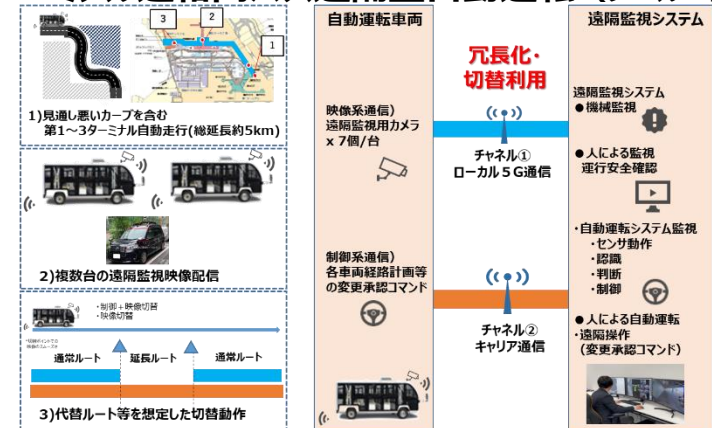 3
2
1
1)見通し悪いカーブを含む
第1～3ターミナル自動走行(総延長約5km)
2)複数台の遠隔監視映像配信
・制御+映像切替
・映像切替
通常ルート
延長ルート
通常ルート
3)代替ルート等を想定した切替動作
自動運転車両
映像系通信)
遠隔監視用カメラ
x 7個/台
制御系通信)
各車両経路計画等
の変更承認コマンド
冗長化・
切替利用
チャネル①
ローカル5G通信
チャネル②
キャリア通信
遠隔監視システム
遠隔監視システム
●機械監視
●人による監視
運行安全確認
・自動運転システム監視
・センサ動作
・認識
・判断
・制御
●人による自動運転
・遠隔操作
(変更承認コマンド)